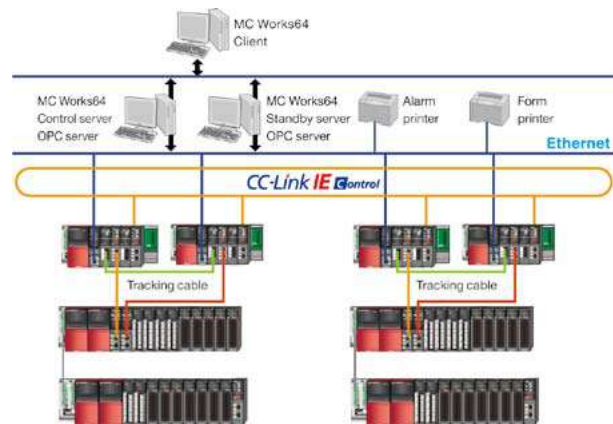 MC Works64
Client
MC Works64
Control server
OPC server
MC Works64
Standby server
OPC server
Alarm
printer
Form
printer
Ethernet
CC-Link IE Control
Tracking cable
Tracking cable